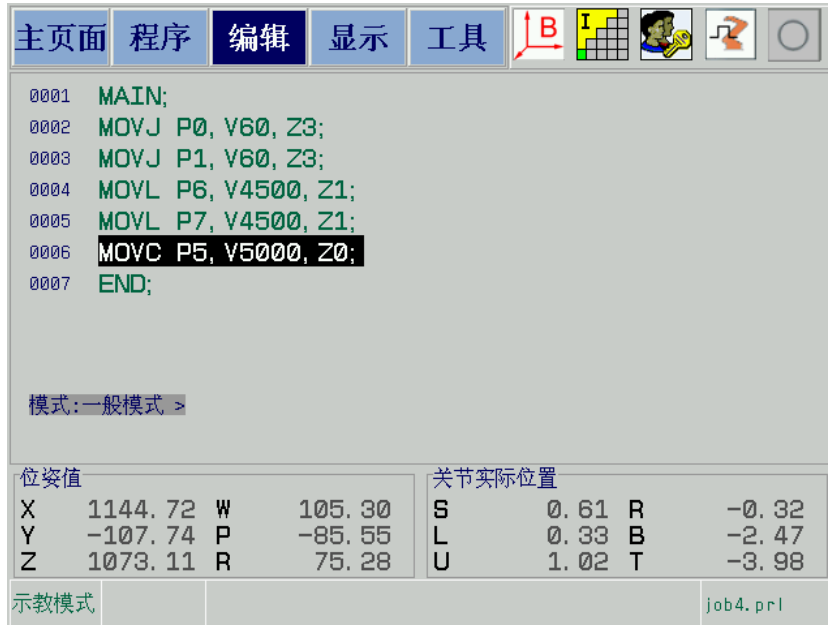 主页面 程序 编辑 显示 工具 B I
0001 MAIN;
0002 MOVJ P0, V60, Z3;
0003 MOVJ P1, V60, Z3;
0004 MOVL P6, V4500, Z1;
0005 MOVL P7, V4500, Z1;
0006 MOVC P5, V5000, Z0;
0007 END;
模式:一般模式 >
位姿值 关节实际位置
X 1144.72 W 105.30 S 0.61 R -0.32
Y -107.74 P -85.55 L 0.33 B -2.47
Z 1073.11 R 75.28 U 1.02 T -3.98
示教模式 job4.prl